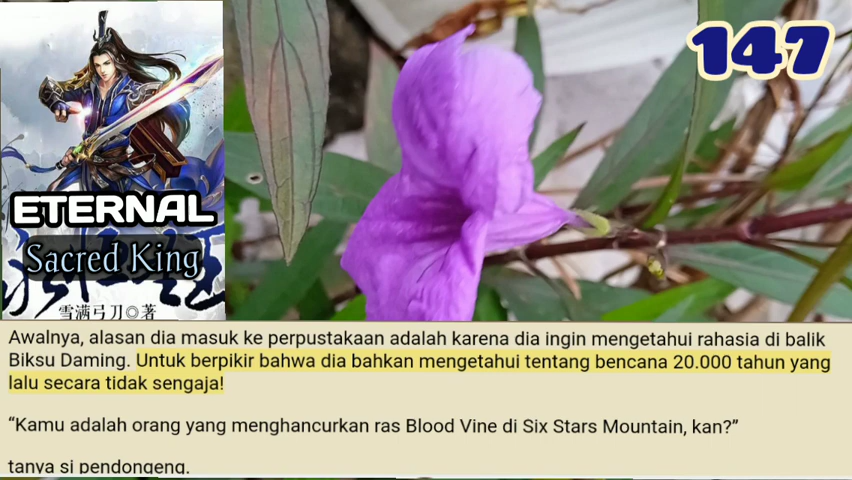 147
ETERNAL
Sacred King
雪满弓刀◎著
Awalnya, alasan dia masuk ke perpustakaan adalah karena dia ingin mengetahui rahasia di balik
Biksu Daming. Untuk berpikir bahwa dia bahkan mengetahui tentang bencana 20.000 tahun yang
lalu secara tidak sengaja!
“Kamu adalah orang yang menghancurkan ras Blood Vine di Six Stars Mountain, kan?”
tanya si pendongeng.